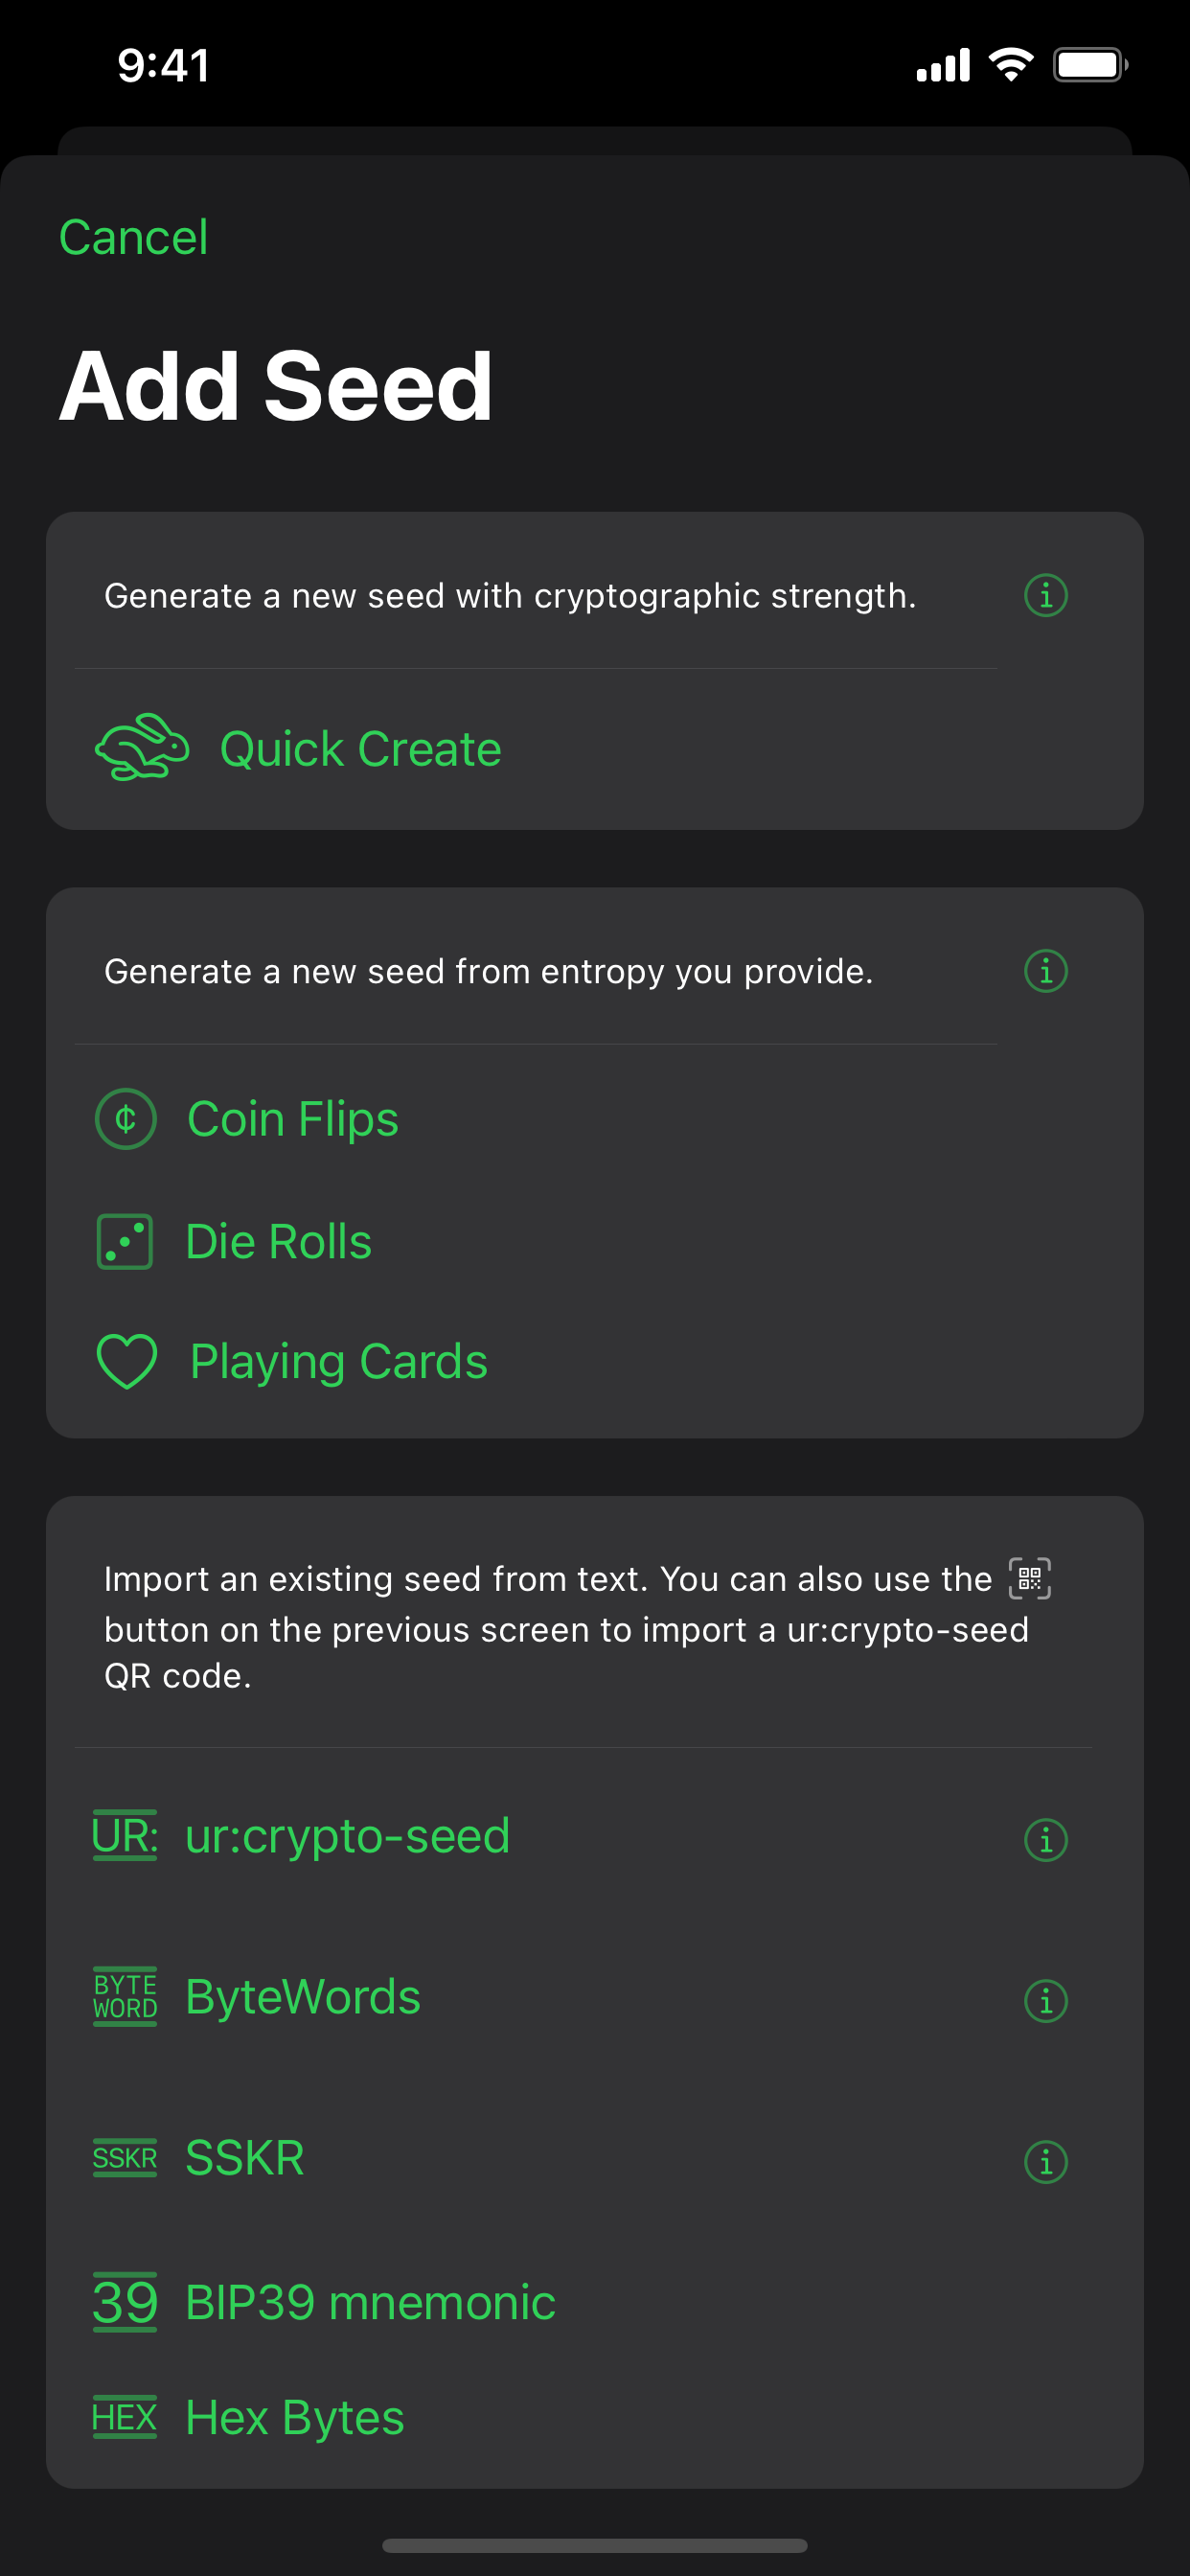 9:41
Cancel
Add Seed
Generate a new seed with cryptographic strength.
Quick Create
Generate a new seed from entropy you provide.
¢ Coin Flips
Die Rolls
Playing Cards
Import an existing seed from text. You can also use the
button on the previous screen to import a ur:crypto-seed
QR code.
UR: ur:crypto-seed
BYTE
WORD ByteWords
SSKR SSKR
39 BIP39 mnemonic
HEX Hex Bytes